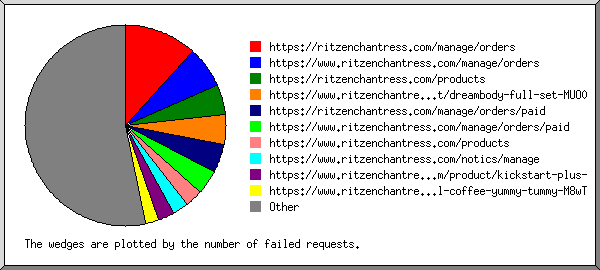 https://ritzenchantress.com/manage/orders
https://www.ritzenchantress.com/manage/orders
https://ritzenchantress.com/products
https://www.ritzenchantre...t/dreambody-full-set-MUOO
https://ritzenchantress.com/manage/orders/paid
https://www.ritzenchantress.com/manage/orders/paid
https://www.ritzenchantress.com/products
https://www.ritzenchantress.com/notics/manage
https://www.ritzenchantre...m/product/kickstart-plus-
https://www.ritzenchantre...l-coffee-yummy-tummy-M8wT
Other
The wedges are plotted by the number of failed requests.